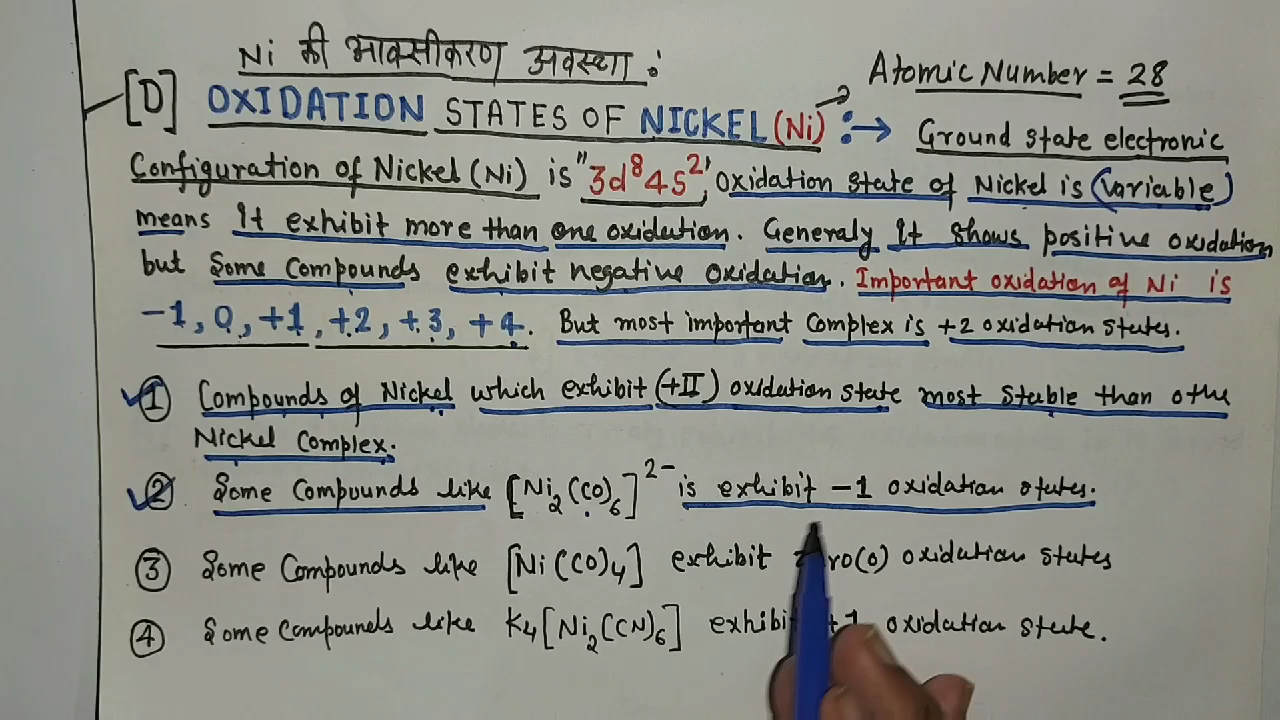 Ni की आक्सीकरण अवस्था :
Atomic Number = 28
[D] OXIDATION STATES OF NICKEL (Ni) :→ Ground state electronic
Configuration of Nickel (Ni) is "3d⁸4s²", Oxidation state of Nickel is (variable)
means It exhibit more than one oxidation. Generaly It shows positive oxidation
but Some Compounds exhibit negative oxidation. Important oxidation of Ni is
-1, 0, +1, +2, +3, +4. But most important Complex is +2 oxidation states.
① Compounds of Nickel which exhibit (+II) oxidation state most stable than othe
Nickel Complex.
② Some Compounds like [Ni₂(CO)₆]²⁻ is exhibit -1 oxidation states.
③ Some Compounds like [Ni(CO)₄] exhibit (0) oxidation states
④ Some Compounds like K₄[Ni₂(CN)₆] +1 oxidation state.